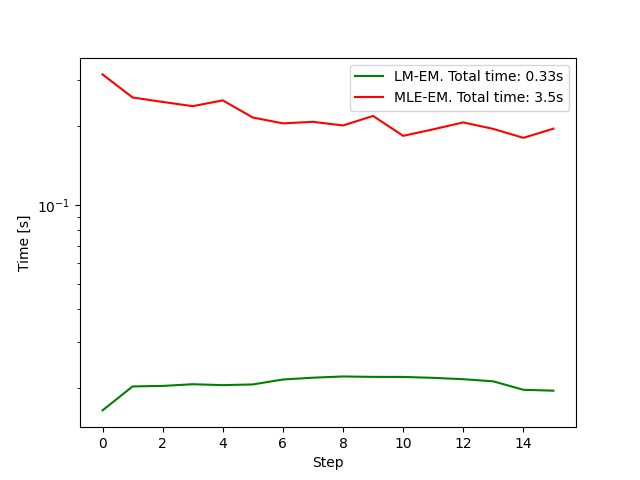 LM-EM. Total time: 0.33s
MLE-EM. Total time: 3.5s
10⁻¹
Time [s]
0 2 4 6 8 10 12 14
Step